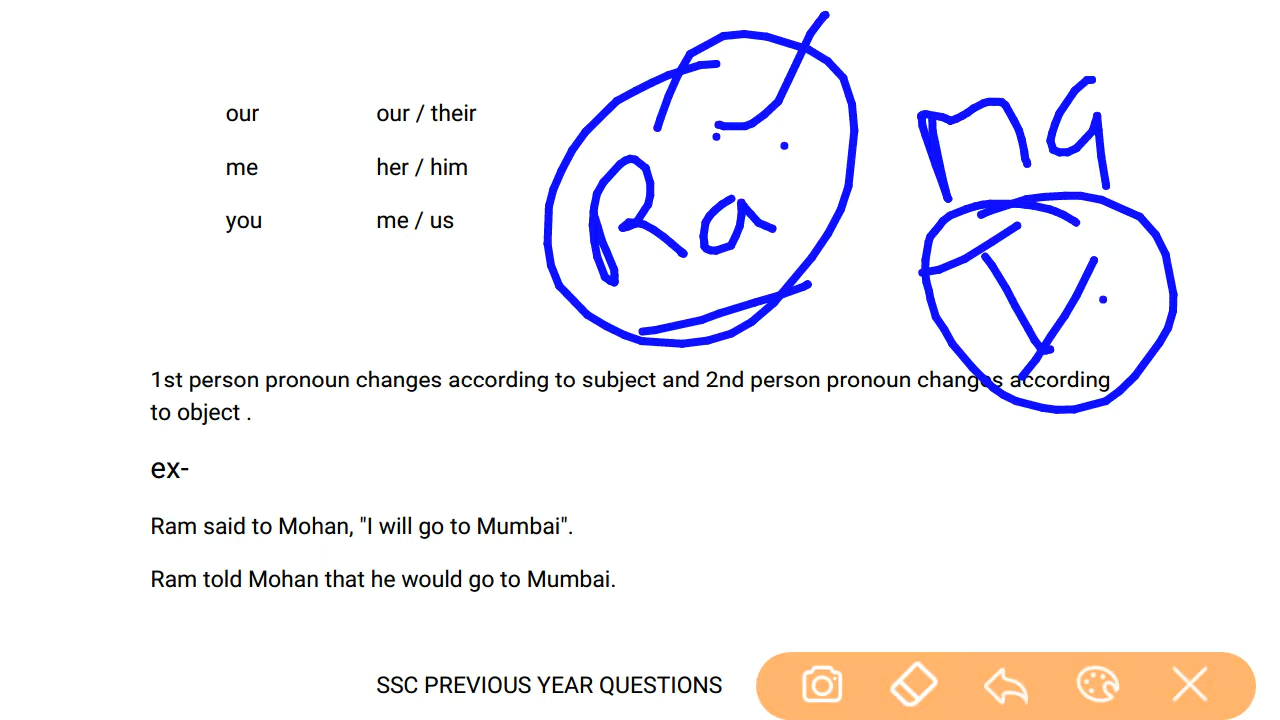 our our / their
me her / him
you me / us
Ra
na
V
1st person pronoun changes according to subject and 2nd person pronoun changes according
to object .
ex-
Ram said to Mohan, "I will go to Mumbai".
Ram told Mohan that he would go to Mumbai.
SSC PREVIOUS YEAR QUESTIONS